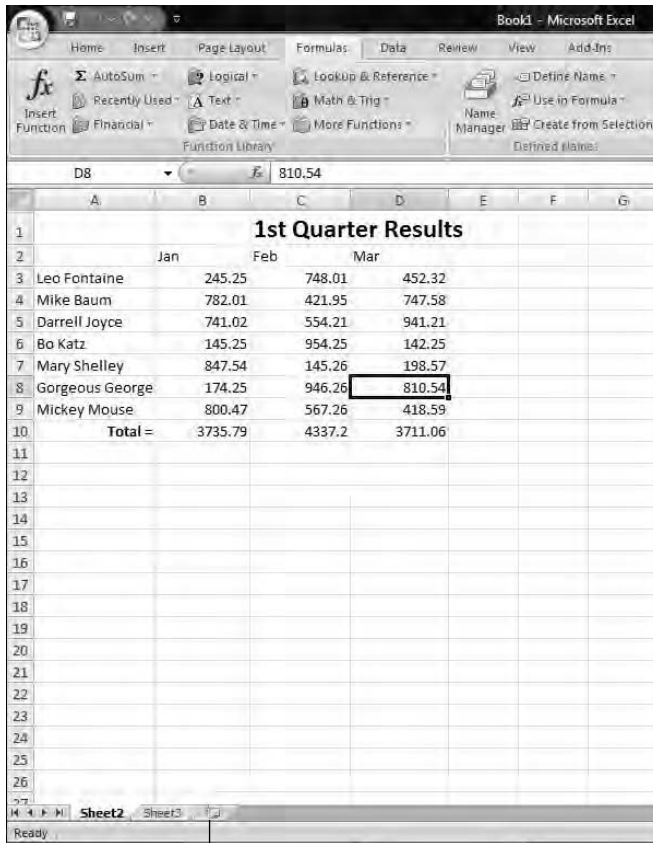 Book1 - Microsoft Excel
Home Insert Page Layout Formulas Data Review View Add-Ins
fx Insert Function
Σ AutoSum Logical Lookup & Reference
Recently Used A Text θ Math & Trig
Financial Date & Time More Functions
Function Library
Name Manager
Define Name
Use in Formula
Create from Selection
Defined Names
D8 fx 810.54
A B C D E F G
1 1st Quarter Results
2 Jan Feb Mar
3 Leo Fontaine 245.25 748.01 452.32
4 Mike Baum 782.01 421.95 747.58
5 Darrell Joyce 741.02 554.21 941.21
6 Bo Katz 145.25 954.25 142.25
7 Mary Shelley 847.54 145.26 198.57
8 Gorgeous George 174.25 946.26 810.54
9 Mickey Mouse 800.47 567.26 418.59
10 Total = 3735.79 4337.2 3711.06
11
12
13
14
15
16
17
18
19
20
21
22
23
24
25
26
27
Sheet2 Sheet3
Ready